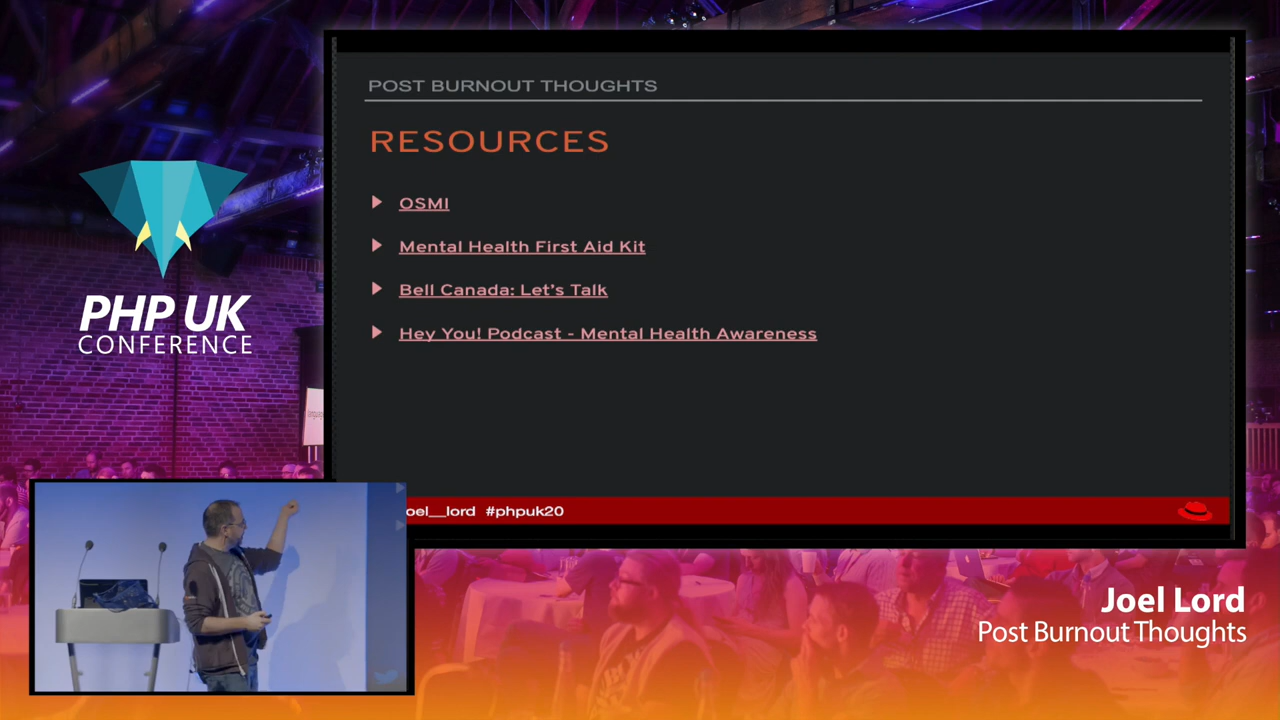 POST BURNOUT THOUGHTS
RESOURCES
OSMI
Mental Health First Aid Kit
Bell Canada: Let’s Talk
Hey You! Podcast - Mental Health Awareness
oel__lord #phpuk20
PHP UK
CONFERENCE
Joel Lord
Post Burnout Thoughts